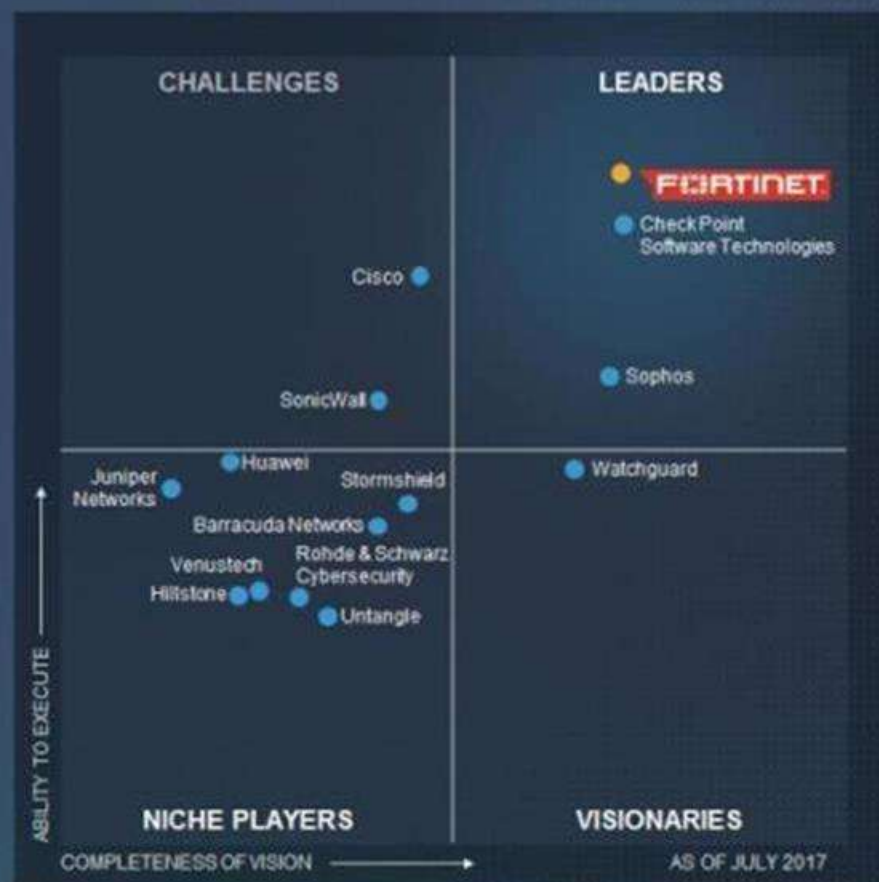 CHALLENGES
LEADERS
FORTINET
Check Point
Software Technologies
Cisco
Sophos
SonicWall
Huawei
Watchguard
Juniper
Networks
Stormshield
Barracuda Networks
Rohde & Schwarz
Cybersecurity
Venustech
Hillstone
Untangle
ABILITY TO EXECUTE
NICHE PLAYERS
VISIONARIES
COMPLETENESS OF VISION
AS OF JULY 2017